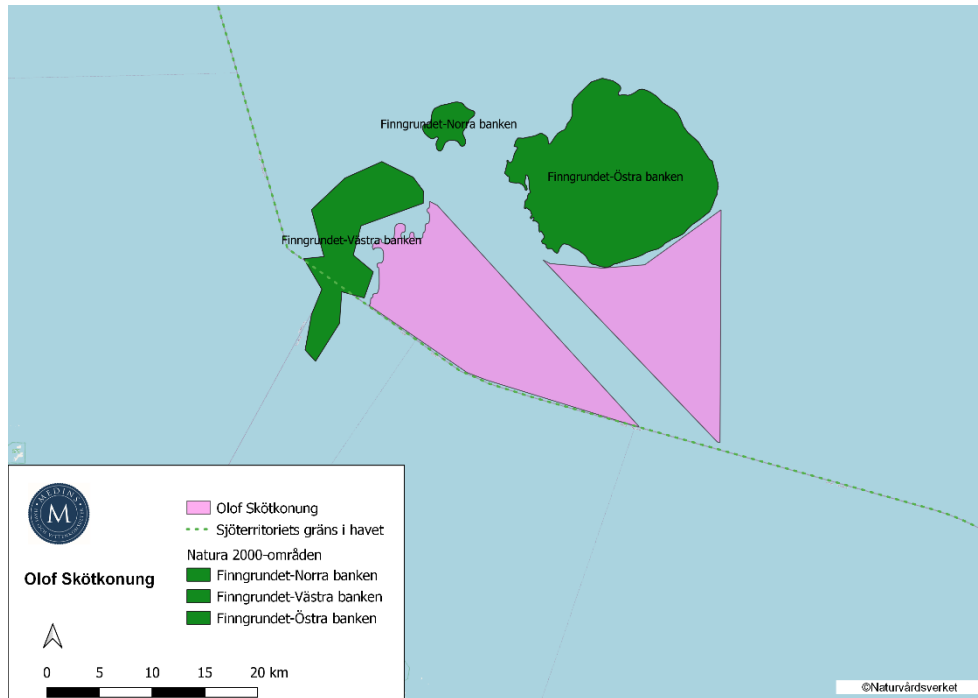 Finngrundet-Norra banken
Finngrundet-Östra banken
Finngrundet-Västra banken
MEDINS
M
Olof Skötkonung
Olof Skötkonung
Sjöterritoriets gräns i havet
Natura 2000-områden
Finngrundet-Norra banken
Finngrundet-Västra banken
Finngrundet-Östra banken
0 5 10 15 20 km
©Naturvårdsverket